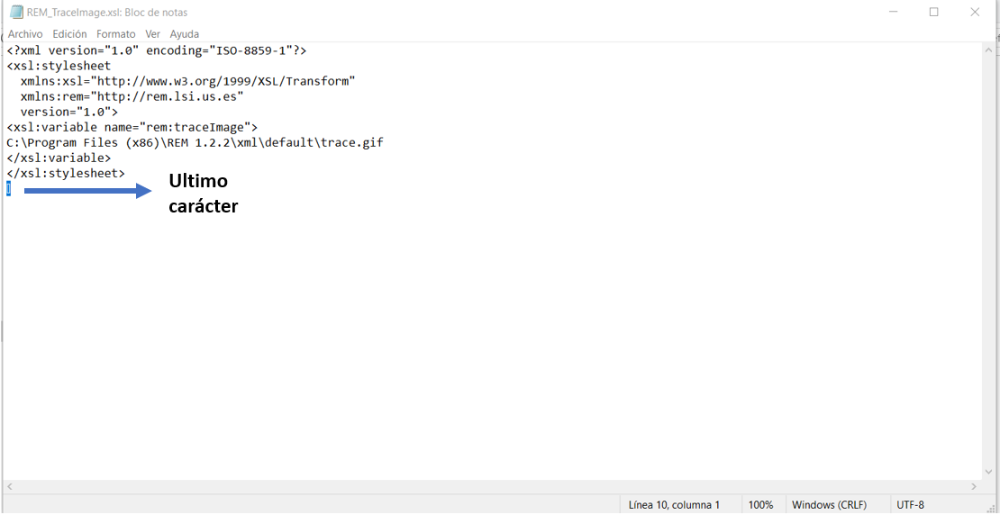 REM_TraceImage.xsl: Bloc de notas
Archivo Edición Formato Ver Ayuda
<?xml version="1.0" encoding="ISO-8859-1"?>
<xsl:stylesheet
  xmlns:xsl="http://www.w3.org/1999/XSL/Transform"
  xmlns:rem="http://rem.lsi.us.es"
  version="1.0">
<xsl:variable name="rem:traceImage">
C:\Program Files (x86)\REM 1.2.2\xml\default\trace.gif
</xsl:variable>
</xsl:stylesheet>
Ultimo
carácter
Línea 10, columna 1 100% Windows (CRLF) UTF-8